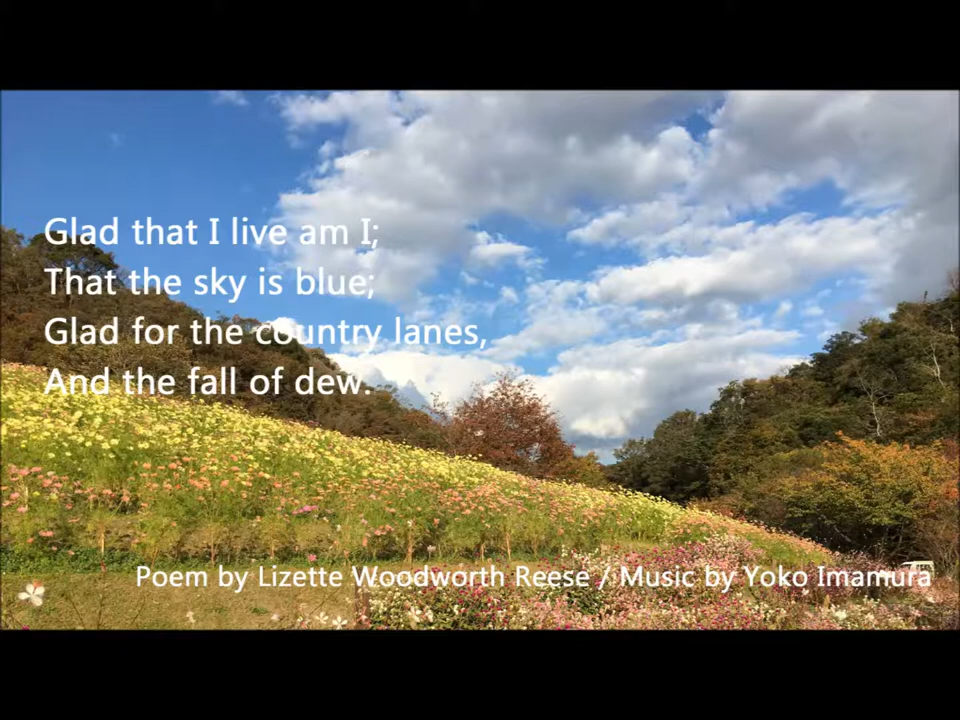 Glad that I live am I;
That the sky is blue;
Glad for the country lanes,
And the fall of dew.
Poem by Lizette Woodworth Reese / Music by Yoko Imamura